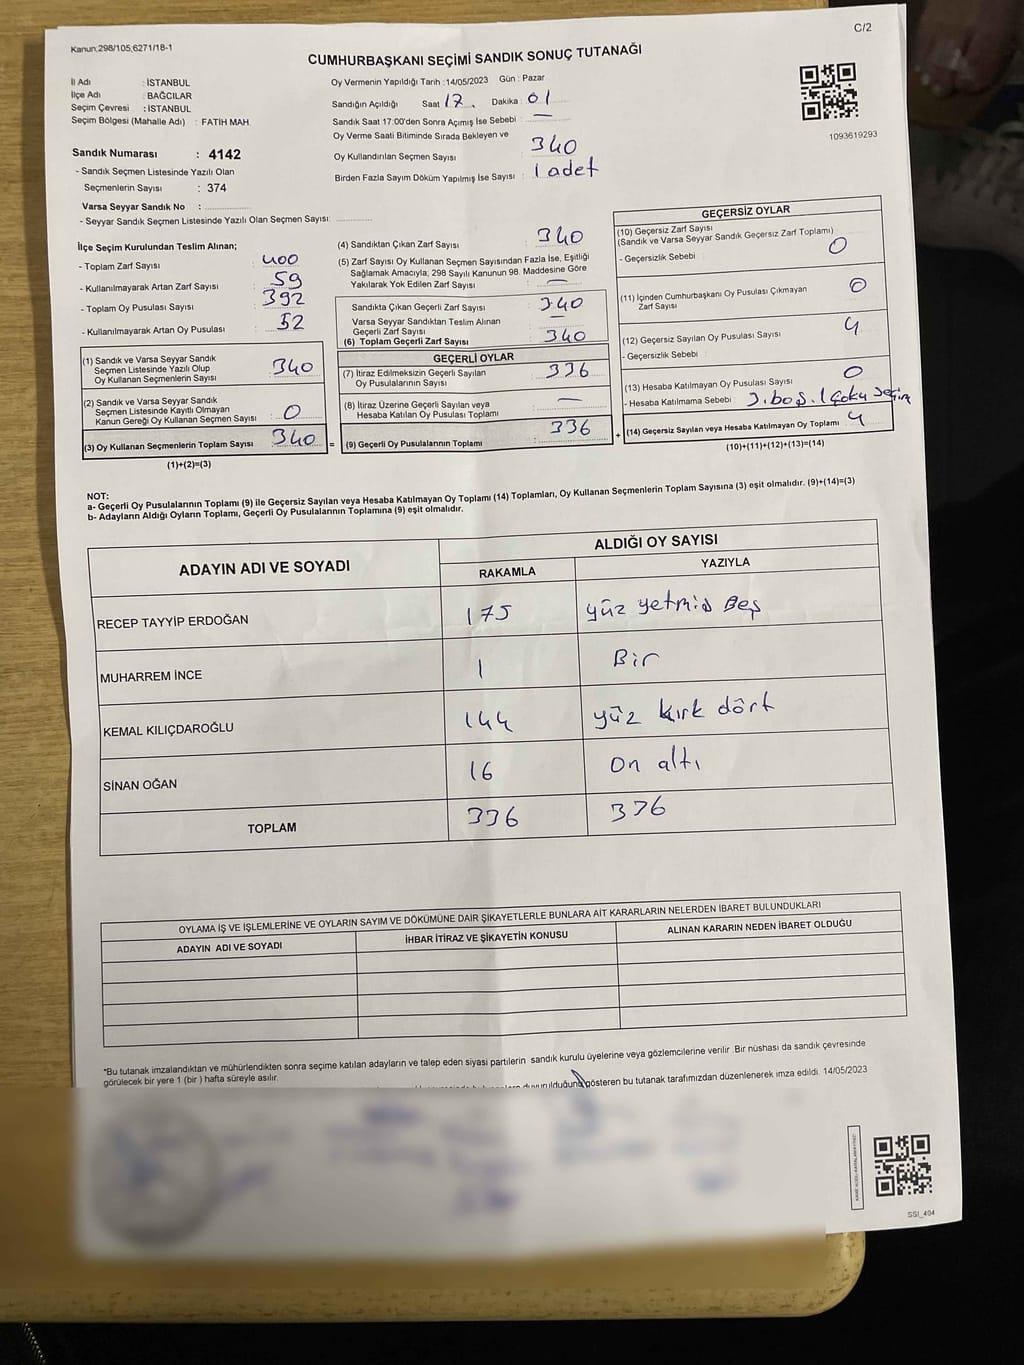 Kanun:298/105,6271/18-1
C/2
CUMHURBAŞKANI SEÇİMİ SANDIK SONUÇ TUTANAĞI
İl Adı : İSTANBUL
İlçe Adı : BAĞCILAR
Seçim Çevresi : İSTANBUL
Seçim Bölgesi (Mahalle Adı) : FATİH MAH.
Oy Vermenin Yapıldığı Tarih :14/05/2023 Gün : Pazar
Sandığın Açıldığı Saat 17. Dakika : 01
Sandık Saat 17:00'den Sonra Açımış İse Sebebi : —
Oy Verme Saati Bitiminde Sırada Bekleyen ve
Oy Kullandırılan Seçmen Sayısı : 340
Birden Fazla Sayım Döküm Yapılmış İse Sayısı : 1 adet
1093619293
Sandık Numarası : 4142
- Sandık Seçmen Listesinde Yazılı Olan
Seçmenlerin Sayısı : 374
Varsa Seyyar Sandık No :
- Seyyar Sandık Seçmen Listesinde Yazılı Olan Seçmen Sayısı:
İlçe Seçim Kurulundan Teslim Alınan;
- Toplam Zarf Sayısı : 400
- Kullanılmayarak Artan Zarf Sayısı : 59
- Toplam Oy Pusulası Sayısı : 392
- Kullanılmayarak Artan Oy Pusulası : 52
(1) Sandık ve Varsa Seyyar Sandık
Seçmen Listesinde Yazılı Olup
Oy Kullanan Seçmenlerin Sayısı : 340
(2) Sandık ve Varsa Seyyar Sandık
Seçmen Listesinde Kayıtlı Olmayan
Kanun Gereği Oy Kullanan Seçmen Sayısı : 0
(3) Oy Kullanan Seçmenlerin Toplam Sayısı : 340
(1)+(2)=(3)
(4) Sandıktan Çıkan Zarf Sayısı : 340
(5) Zarf Sayısı Oy Kullanan Seçmen Sayısından Fazla İse, Eşitliği
Sağlamak Amacıyla; 298 Sayılı Kanunun 98. Maddesine Göre
Yakılarak Yok Edilen Zarf Sayısı : —
Sandıkta Çıkan Geçerli Zarf Sayısı : 340
Varsa Seyyar Sandıktan Teslim Alınan
Geçerli Zarf Sayısı : —
(6) Toplam Geçerli Zarf Sayısı : 340
GEÇERLİ OYLAR
(7) İtiraz Edilmeksizin Geçerli Sayılan
Oy Pusulalarının Sayısı : 336
(8) İtiraz Üzerine Geçerli Sayılan veya
Hesaba Katılan Oy Pusulası Toplamı : —
= (9) Geçerli Oy Pusulalarının Toplamı : 336
GEÇERSİZ OYLAR
(10) Geçersiz Zarf Sayısı
(Sandık ve Varsa Seyyar Sandık Geçersiz Zarf Toplamı) : 0
- Geçersizlik Sebebi :
(11) İçinden Cumhurbaşkanı Oy Pusulası Çıkmayan
Zarf Sayısı : 0
(12) Geçersiz Sayılan Oy Pusulası Sayısı : 4
- Geçersizlik Sebebi :
(13) Hesaba Katılmayan Oy Pusulası Sayısı : 0
- Hesaba Katılmama Sebebi : 3. boş. 1 çoklu seçim
+ (14) Geçersiz Sayılan veya Hesaba Katılmayan Oy Toplamı : 4
(10)+(11)+(12)+(13)=(14)
NOT:
a- Geçerli Oy Pusulalarının Toplamı (9) ile Geçersiz Sayılan veya Hesaba Katılmayan Oy Toplamı (14) Toplamları, Oy Kullanan Seçmenlerin Toplam Sayısına (3) eşit olmalıdır. (9)+(14)=(3)
b- Adayların Aldığı Oyların Toplamı, Geçerli Oy Pusulalarının Toplamına (9) eşit olmalıdır.
ADAYIN ADI VE SOYADI ALDIĞI OY SAYISI
RAKAMLA YAZIYLA
RECEP TAYYİP ERDOĞAN 175 yüz yetmiş Beş
MUHARREM İNCE 1 Bir
KEMAL KILIÇDAROĞLU 144 yüz kırk dört
SİNAN OĞAN 16 On altı
TOPLAM 336 336
OYLAMA İŞ VE İŞLEMLERİNE VE OYLARIN SAYIM VE DÖKÜMÜNE DAİR ŞİKAYETLERLE BUNLARA AİT KARARLARIN NELERDEN İBARET BULUNDUKLARI
ADAYIN ADI VE SOYADI İHBAR İTİRAZ VE ŞİKAYETİN KONUSU ALINAN KARARIN NEDEN İBARET OLDUĞU
*Bu tutanak imzalandıktan ve mühürlendikten sonra seçime katılan adayların ve talep eden siyasi partilerin sandık kurulu üyelerine veya gözlemcilerine verilir. Bir nüshası da sandık çevresinde
görülecek bir yere 1 (bir ) hafta süreyle asılır.
duyurulduğunu gösteren bu tutanak tarafımızdan düzenlenerek imza edildi. 14/05/2023
SSI_404